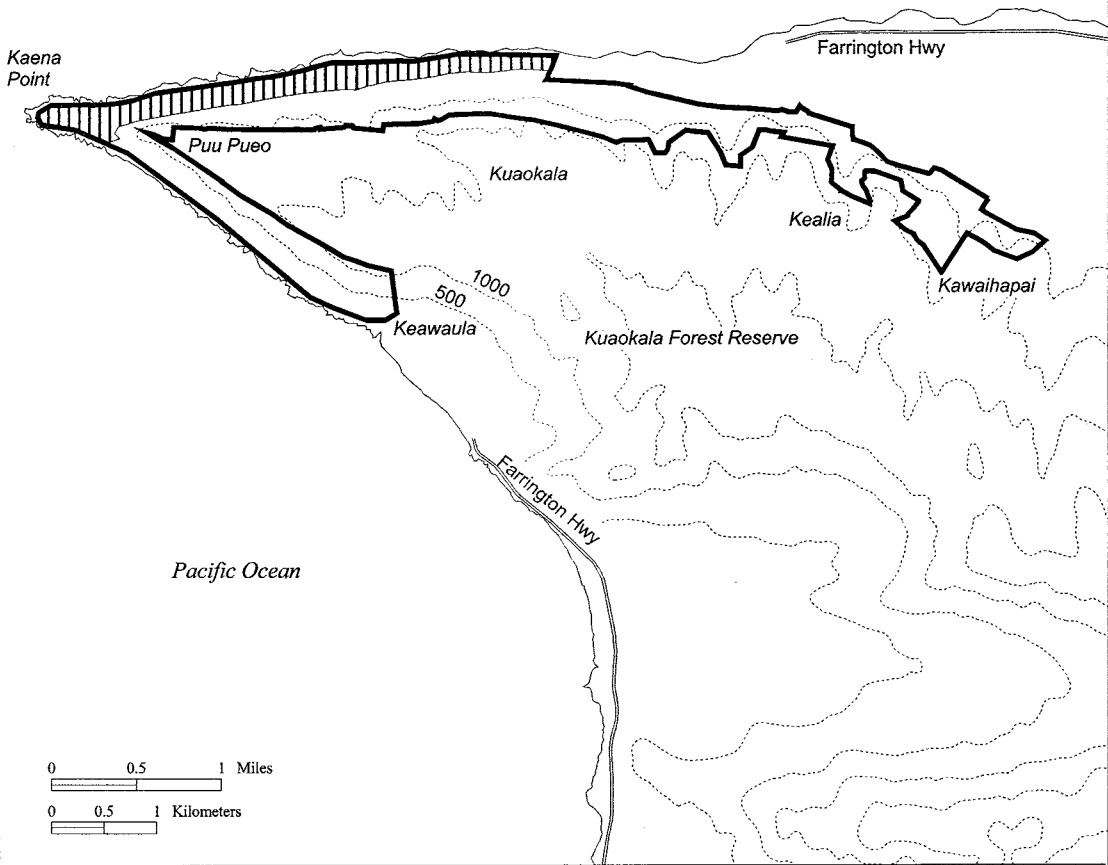 Farrington Hwy
Kaena
Point
Puu Pueo
Kuaokala
Kealia
Kawaihapai
1000
500
Keawaula
Kuaokala Forest Reserve
Farrington Hwy
Pacific Ocean
0 0.5 1 Miles
0 0.5 1 Kilometers